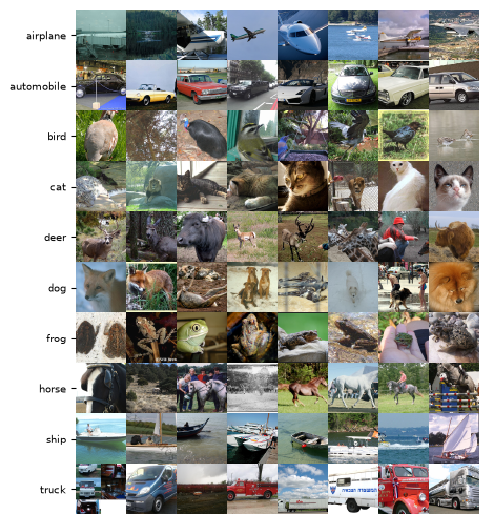 airplane
automobile
bird
cat
deer
dog
frog
horse
ship
truck